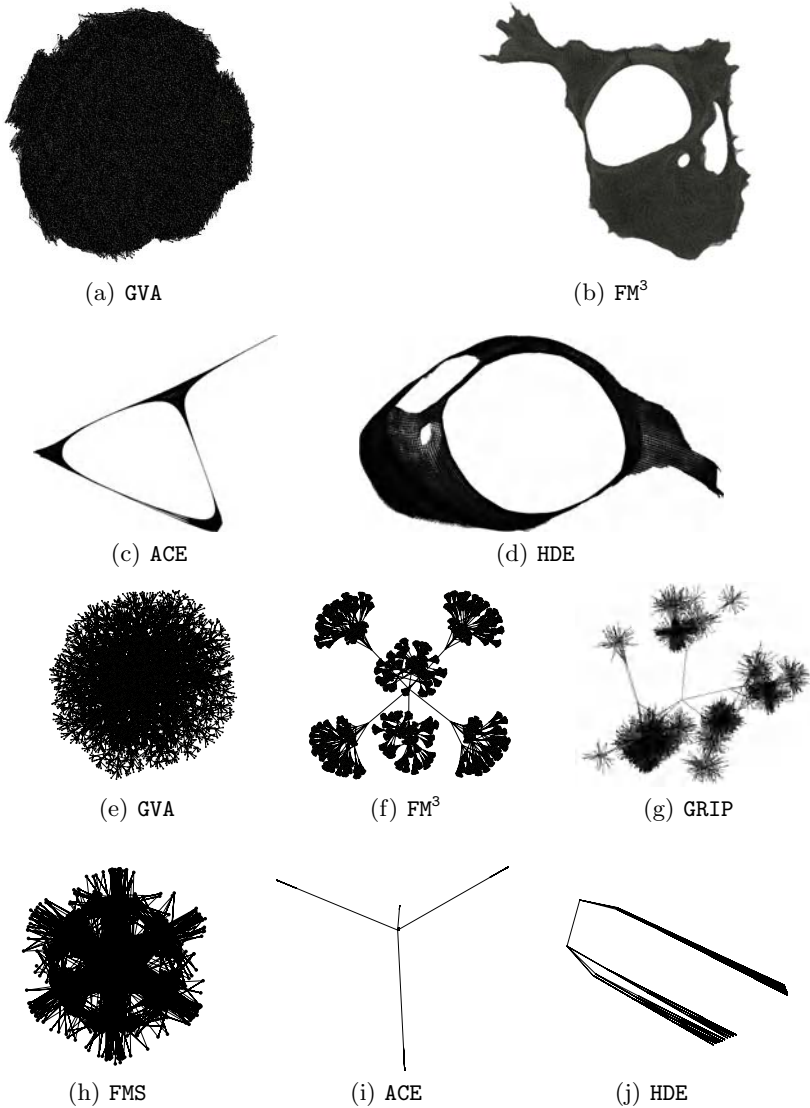 (a) GVA
(b) FM³
(c) ACE
(d) HDE
(e) GVA
(f) FM³
(g) GRIP
(h) FMS
(i) ACE
(j) HDE